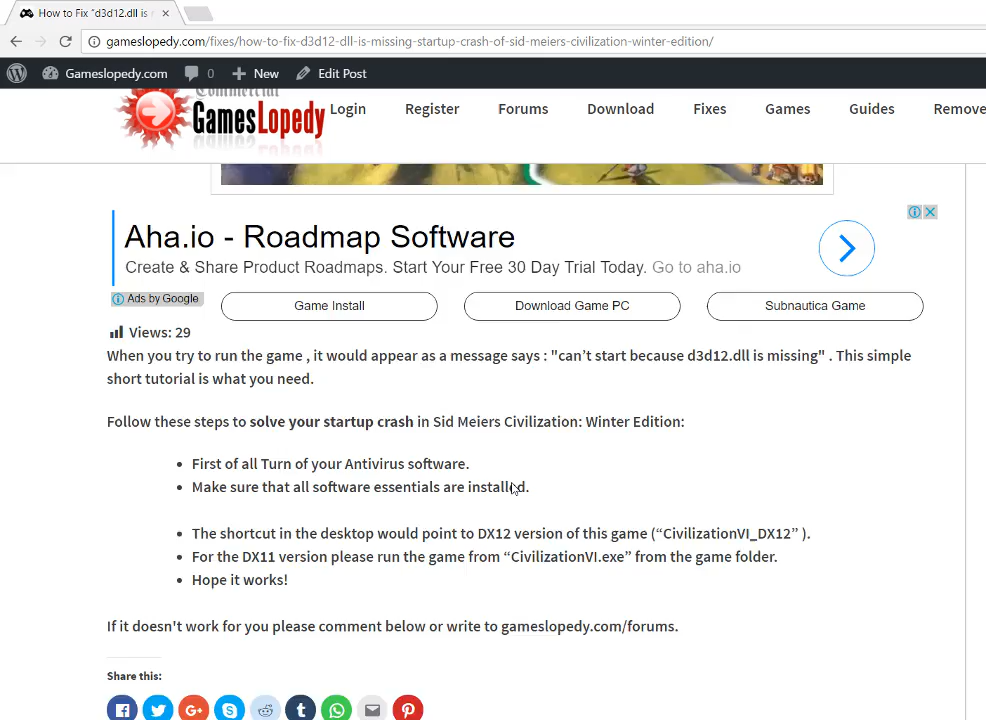 How to Fix "d3d12.dll is
gameslopedy.com/fixes/how-to-fix-d3d12-dll-is-missing-startup-crash-of-sid-meiers-civilization-winter-edition/
Gameslopedy.com 0 New Edit Post
Commercial
GamesLopedy
Login Register Forums Download Fixes Games Guides Remove
Aha.io - Roadmap Software
Create & Share Product Roadmaps. Start Your Free 30 Day Trial Today. Go to aha.io
Ads by Google Game Install Download Game PC Subnautica Game
Views: 29
When you try to run the game , it would appear as a message says : "can't start because d3d12.dll is missing" . This simple
short tutorial is what you need.
Follow these steps to solve your startup crash in Sid Meiers Civilization: Winter Edition:
• First of all Turn of your Antivirus software.
• Make sure that all software essentials are installed.
• The shortcut in the desktop would point to DX12 version of this game (“CivilizationVI_DX12” ).
• For the DX11 version please run the game from “CivilizationVI.exe” from the game folder.
• Hope it works!
If it doesn't work for you please comment below or write to gameslopedy.com/forums.
Share this: